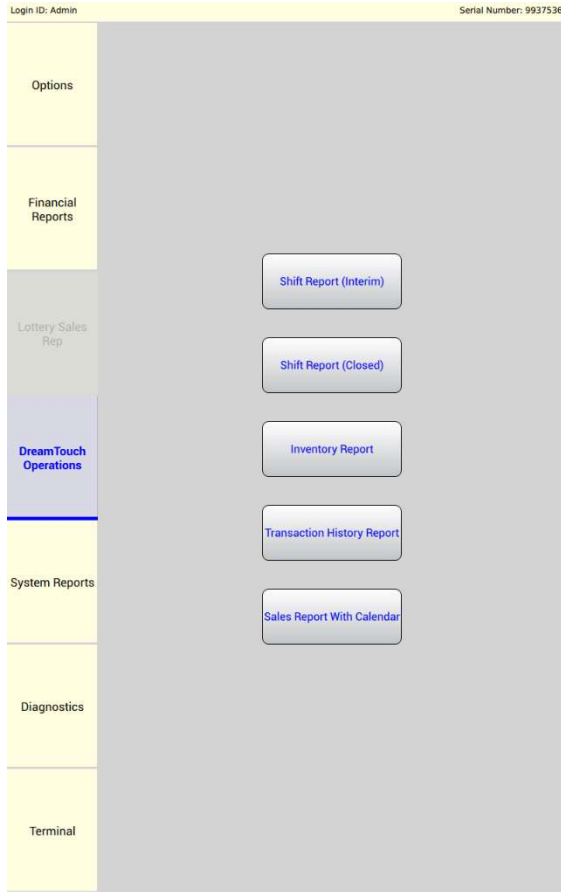 Login ID: Admin
Serial Number: 9937536
Options
Financial
Reports
Lottery Sales
Rep
DreamTouch
Operations
System Reports
Diagnostics
Terminal
Shift Report (Interim)
Shift Report (Closed)
Inventory Report
Transaction History Report
Sales Report With Calendar